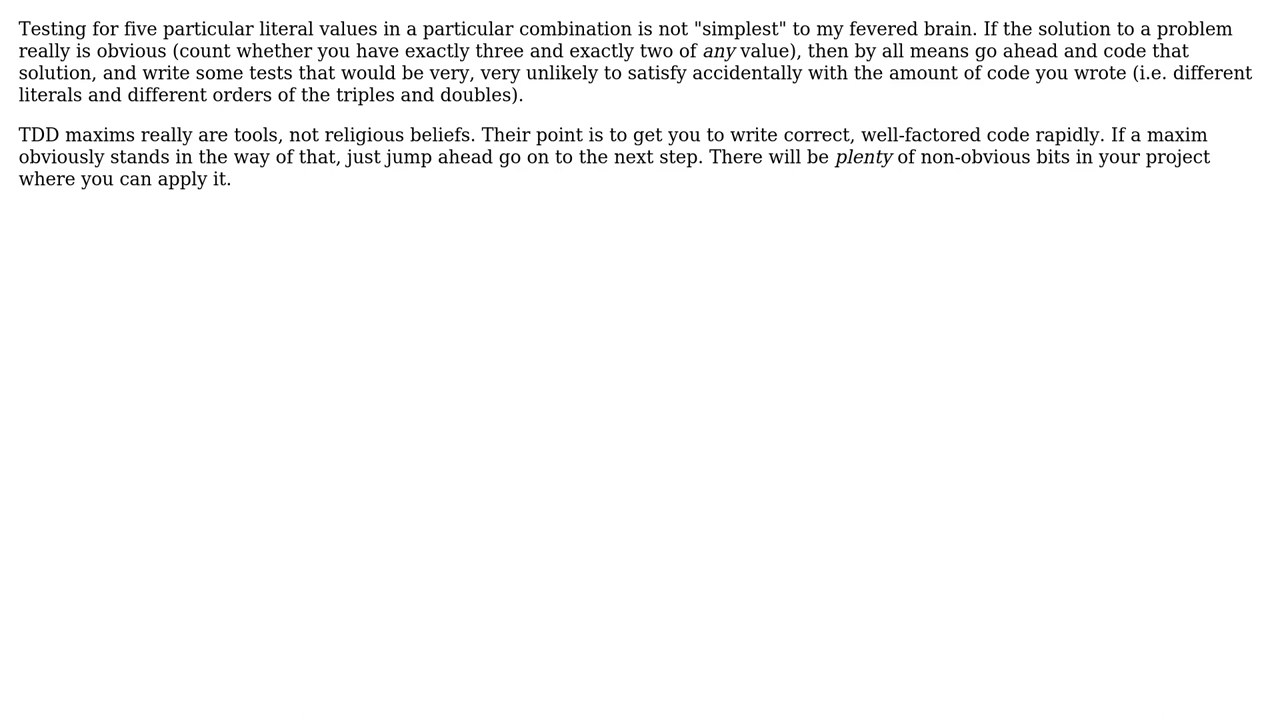 Testing for five particular literal values in a particular combination is not "simplest" to my fevered brain. If the solution to a problem
really is obvious (count whether you have exactly three and exactly two of any value), then by all means go ahead and code that
solution, and write some tests that would be very, very unlikely to satisfy accidentally with the amount of code you wrote (i.e. different
literals and different orders of the triples and doubles).
TDD maxims really are tools, not religious beliefs. Their point is to get you to write correct, well-factored code rapidly. If a maxim
obviously stands in the way of that, just jump ahead go on to the next step. There will be plenty of non-obvious bits in your project
where you can apply it.